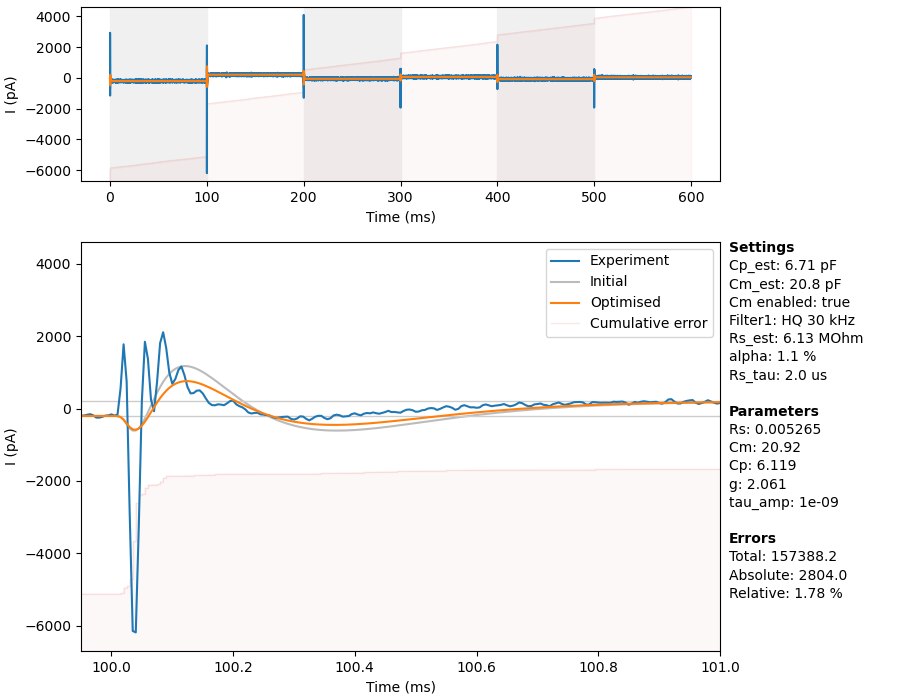 4000
2000
0
−2000
−4000
−6000
I (pA)
0 100 200 300 400 500 600
Time (ms)
4000
2000
0
−2000
−4000
−6000
I (pA)
100.0 100.2 100.4 100.6 100.8 101.0
Time (ms)
Experiment
Initial
Optimised
Cumulative error
Settings
Cp_est: 6.71 pF
Cm_est: 20.8 pF
Cm enabled: true
Filter1: HQ 30 kHz
Rs_est: 6.13 MOhm
alpha: 1.1 %
Rs_tau: 2.0 us
Parameters
Rs: 0.005265
Cm: 20.92
Cp: 6.119
g: 2.061
tau_amp: 1e-09
Errors
Total: 157388.2
Absolute: 2804.0
Relative: 1.78 %